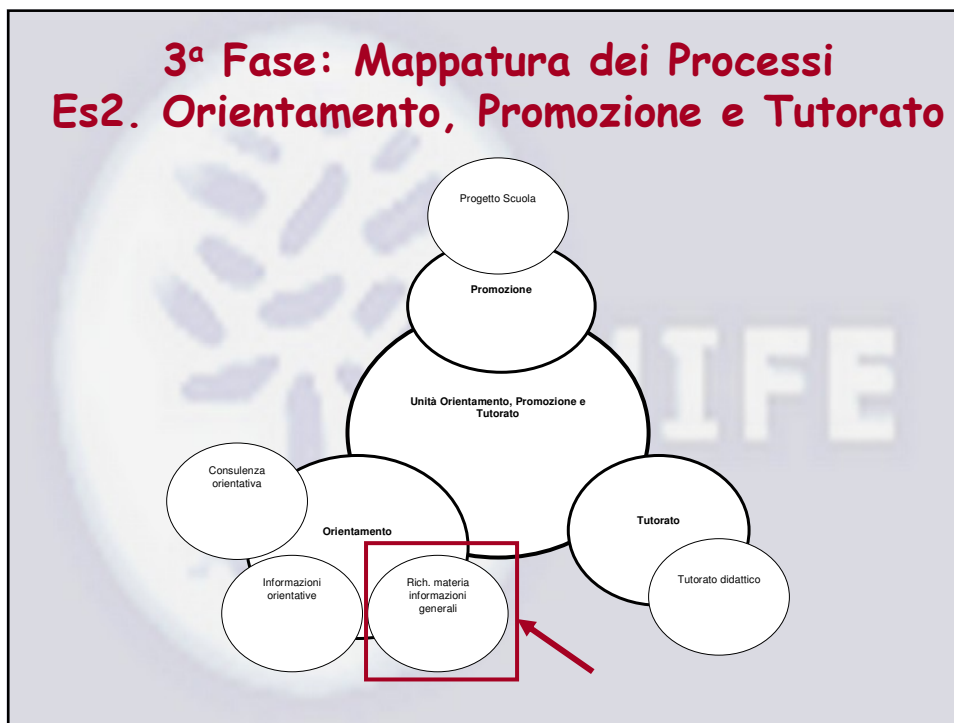 3ª Fase: Mappatura dei Processi
Es2. Orientamento, Promozione e Tutorato
Progetto Scuola
Promozione
Unità Orientamento, Promozione e
Tutorato
Consulenza
orientativa
Orientamento
Tutorato
Informazioni
orientative
Rich. materia
informazioni
generali
Tutorato didattico
NIFE